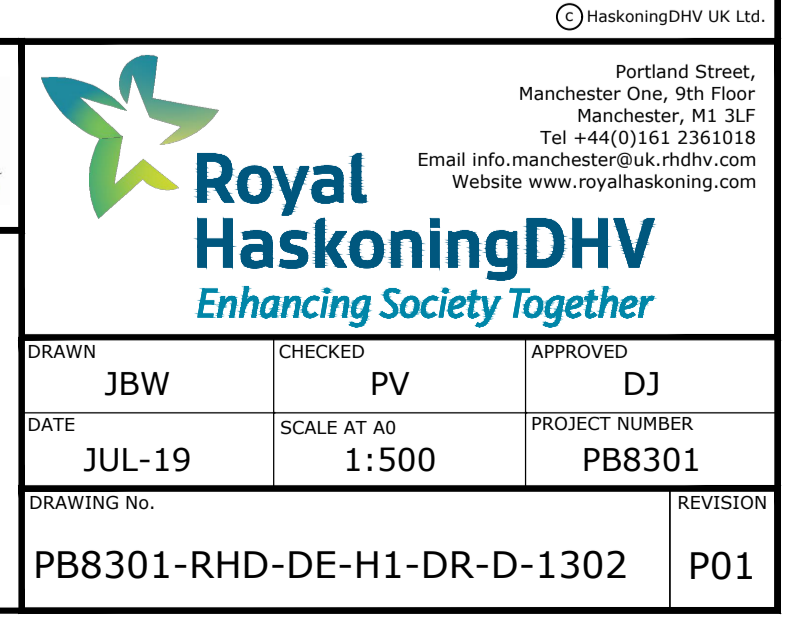 © HaskoningDHV UK Ltd.
Portland Street,
Manchester One, 9th Floor
Manchester, M1 3LF
Tel +44(0)161 2361018
Email info.manchester@uk.rhdhv.com
Website www.royalhaskoning.com
Royal
HaskoningDHV
Enhancing Society Together
DRAWN
JBW
CHECKED
PV
APPROVED
DJ
DATE
JUL-19
SCALE AT A0
1:500
PROJECT NUMBER
PB8301
DRAWING No.
PB8301-RHD-DE-H1-DR-D-1302
REVISION
P01